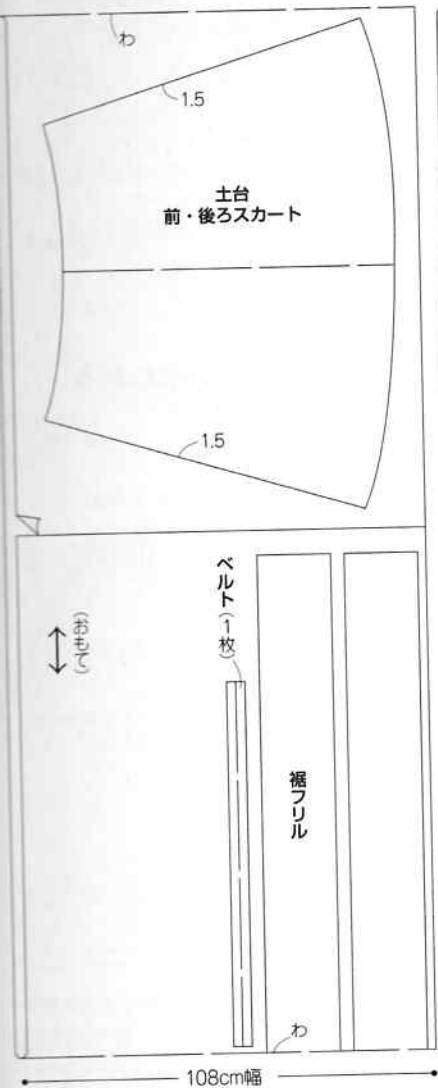 わ
1.5
土台
前・後ろスカート
1.5
(おもて)
ベルト(1枚)
裾フリル
わ
108cm幅